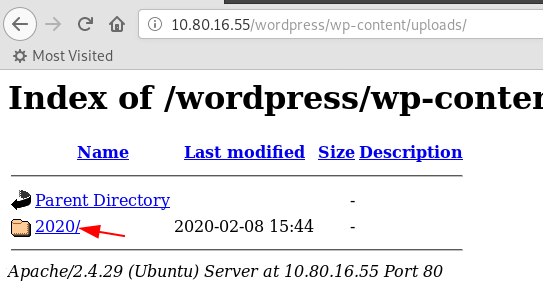 10.80.16.55/wordpress/wp-content/uploads/
Most Visited
Index of /wordpress/wp-conte
Name Last modified Size Description
Parent Directory -
2020/ 2020-02-08 15:44 -
Apache/2.4.29 (Ubuntu) Server at 10.80.16.55 Port 80